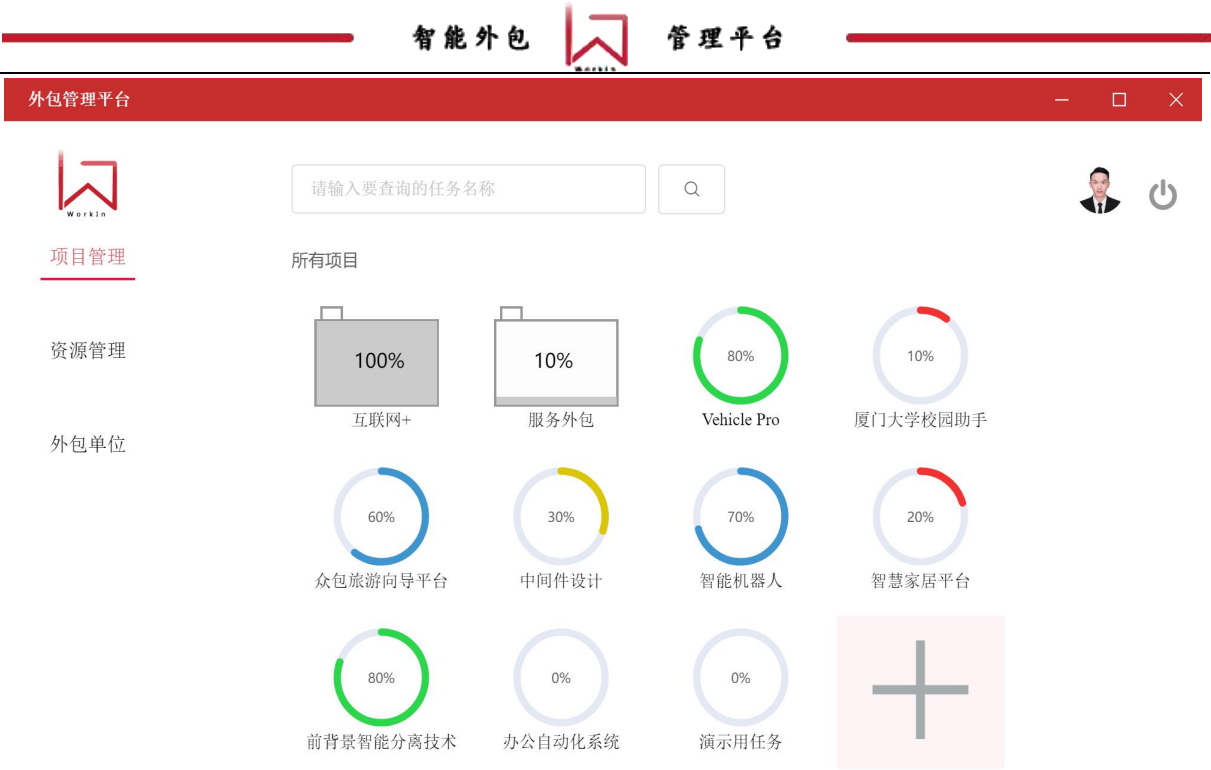 智能外包 WorkIn 管理平台
外包管理平台
WorkIn
请输入要查询的任务名称
项目管理
所有项目
资源管理
外包单位
100% 10% 80% 10%
互联网+ 服务外包 Vehicle Pro 厦门大学校园助手
60% 30% 70% 20%
众包旅游向导平台 中间件设计 智能机器人 智慧家居平台
80% 0% 0%
前背景智能分离技术 办公自动化系统 演示用任务